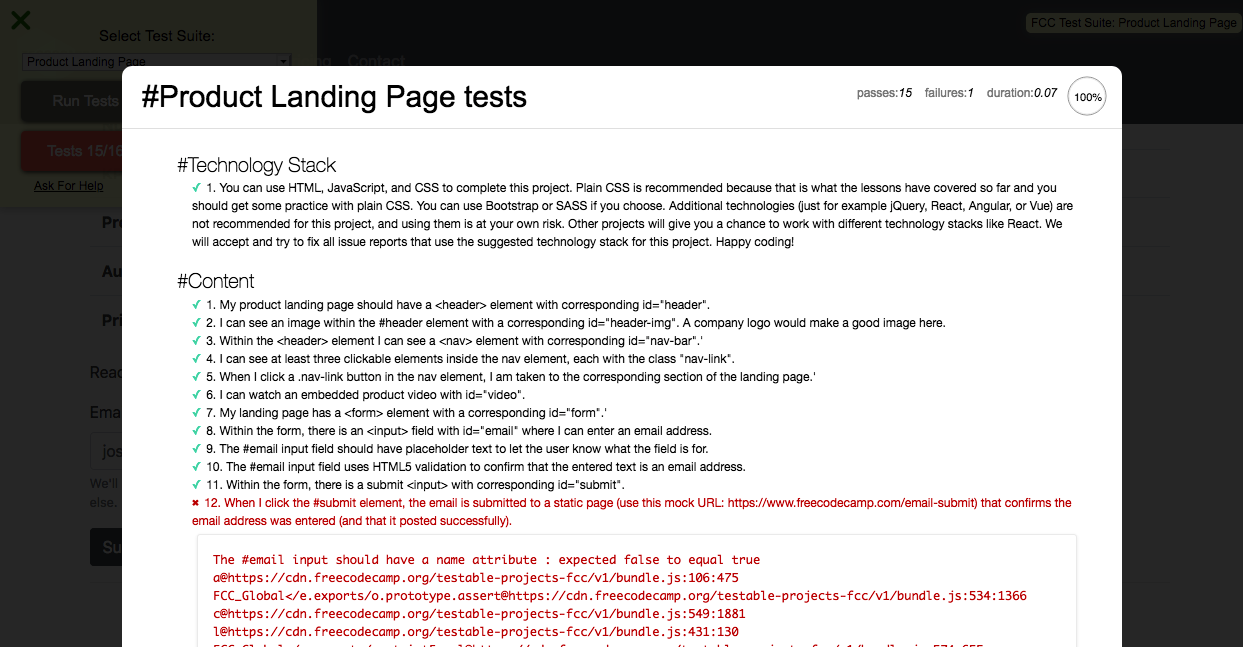 Select Test Suite:
FCC Test Suite: Product Landing Page
Product Landing Page
Contact
Run Tests
#Product Landing Page tests
passes:15 failures:1 duration:0.07 100%
Tests 15/16
Ask For Help
#Technology Stack
✓ 1. You can use HTML, JavaScript, and CSS to complete this project. Plain CSS is recommended because that is what the lessons have covered so far and you
should get some practice with plain CSS. You can use Bootstrap or SASS if you choose. Additional technologies (just for example jQuery, React, Angular, or Vue) are
not recommended for this project, and using them is at your own risk. Other projects will give you a chance to work with different technology stacks like React. We
will accept and try to fix all issue reports that use the suggested technology stack for this project. Happy coding!
#Content
✓ 1. My product landing page should have a <header> element with corresponding id="header".
✓ 2. I can see an image within the #header element with a corresponding id="header-img". A company logo would make a good image here.
✓ 3. Within the <header> element I can see a <nav> element with corresponding id="nav-bar".'
✓ 4. I can see at least three clickable elements inside the nav element, each with the class "nav-link".
✓ 5. When I click a .nav-link button in the nav element, I am taken to the corresponding section of the landing page.'
✓ 6. I can watch an embedded product video with id="video".
✓ 7. My landing page has a <form> element with a corresponding id="form".'
✓ 8. Within the form, there is an <input> field with id="email" where I can enter an email address.
✓ 9. The #email input field should have placeholder text to let the user know what the field is for.
✓ 10. The #email input field uses HTML5 validation to confirm that the entered text is an email address.
✓ 11. Within the form, there is a submit <input> with corresponding id="submit".
✖ 12. When I click the #submit element, the email is submitted to a static page (use this mock URL: https://www.freecodecamp.com/email-submit) that confirms the
email address was entered (and that it posted successfully).
We'll
else.
The #email input should have a name attribute : expected false to equal true
a@https://cdn.freecodecamp.org/testable-projects-fcc/v1/bundle.js:106:475
FCC_Global</e.exports/o.prototype.assert@https://cdn.freecodecamp.org/testable-projects-fcc/v1/bundle.js:534:1366
c@https://cdn.freecodecamp.org/testable-projects-fcc/v1/bundle.js:549:1881
l@https://cdn.freecodecamp.org/testable-projects-fcc/v1/bundle.js:431:130